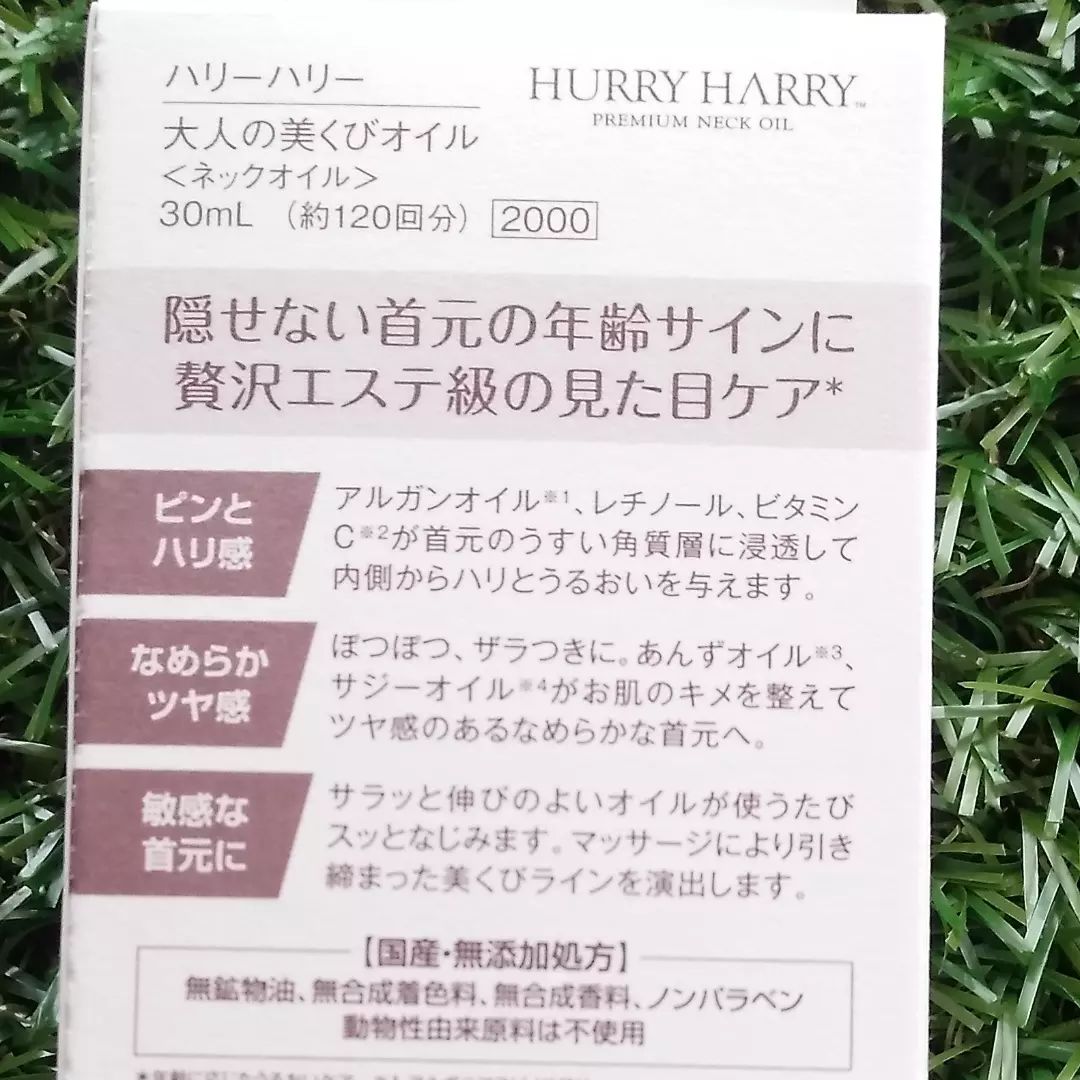 ハリーハリー
HURRY HARRY™
PREMIUM NECK OIL
大人の美くびオイル
＜ネックオイル＞
30mL （約120回分） 2000
隠せない首元の年齢サインに
贅沢エステ級の見た目ケア*
ピンと
ハリ感
アルガンオイル※1、レチノール、ビタミン
C※2が首元のうすい角質層に浸透して
内側からハリとうるおいを与えます。
なめらか
ツヤ感
ぽつぽつ、ザラつきに。あんずオイル※3、
サジーオイル※4がお肌のキメを整えて
ツヤ感のあるなめらかな首元へ。
敏感な
首元に
サラッと伸びのよいオイルが使うたび
スッとなじみます。マッサージにより引き
締まった美くびラインを演出します。
【国産・無添加処方】
無鉱物油、無合成着色料、無合成香料、ノンパラベン
動物性由来原料は不使用